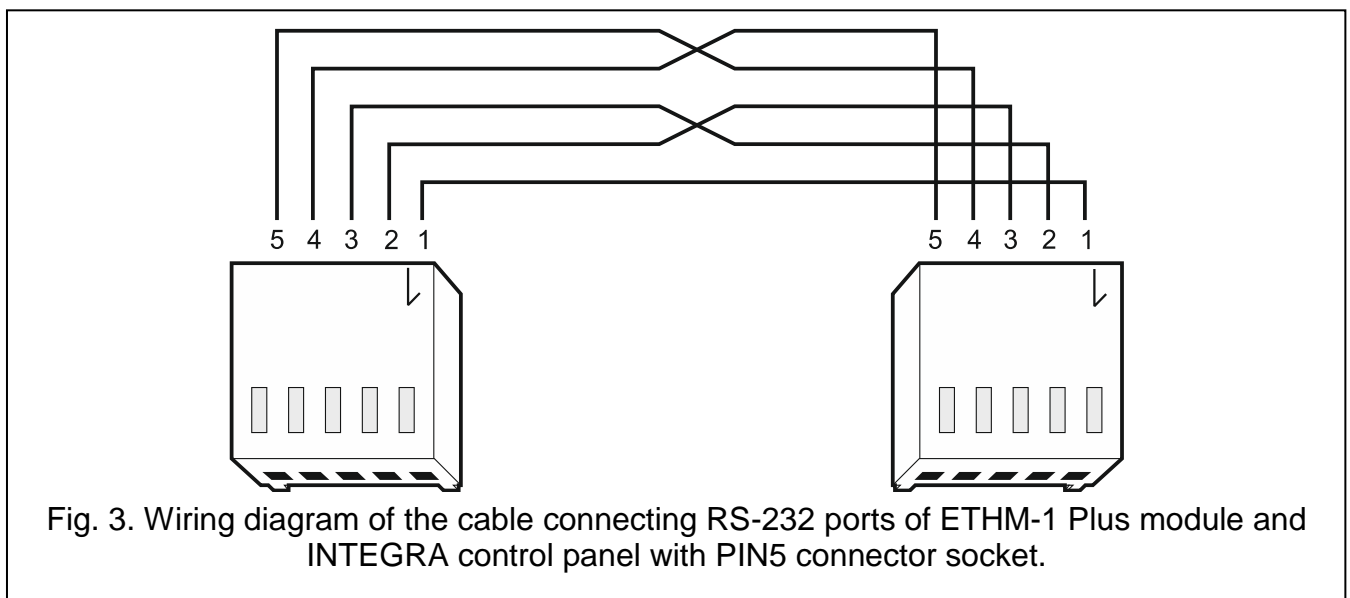 5 4 3 2 1 5 4 3 2 1
Fig. 3. Wiring diagram of the cable connecting RS-232 ports of ETHM-1 Plus module and
INTEGRA control panel with PIN5 connector socket.